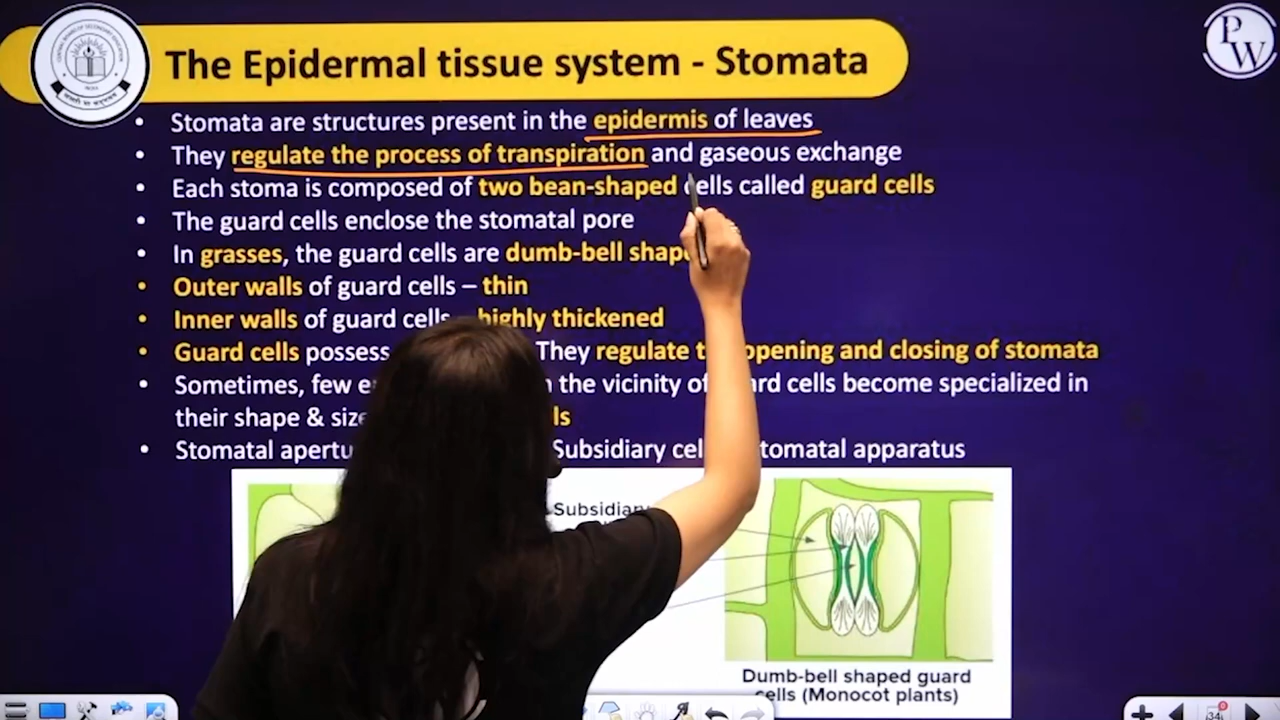 The Epidermal tissue system - Stomata
PW
• Stomata are structures present in the epidermis of leaves
• They regulate the process of transpiration and gaseous exchange
• Each stoma is composed of two bean-shaped cells called guard cells
• The guard cells enclose the stomatal pore
• In grasses, the guard cells are dumb-bell
• Outer walls of guard cells – thin
• Inner walls of guard cells highly thickened
• Guard cells possess They regulate opening and closing of stomata
• Sometimes, few the vicinity of cells become specialized in
their shape & size
• Stomatal Subsidiary apparatus
Subsidiary
Dumb-bell shaped guard
cells (Monocot plants)
34